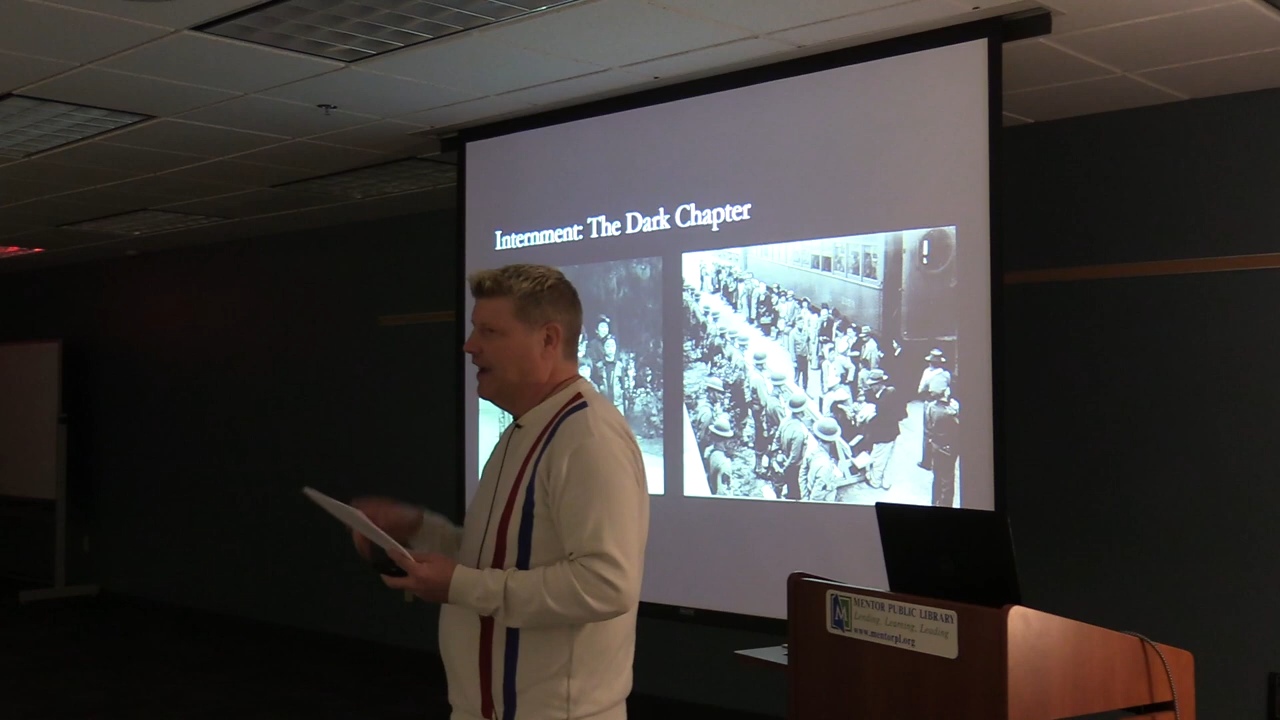 Internment: The Dark Chapter
MENTOR PUBLIC LIBRARY
Lending, Learning, Leading
www.mentorpl.org